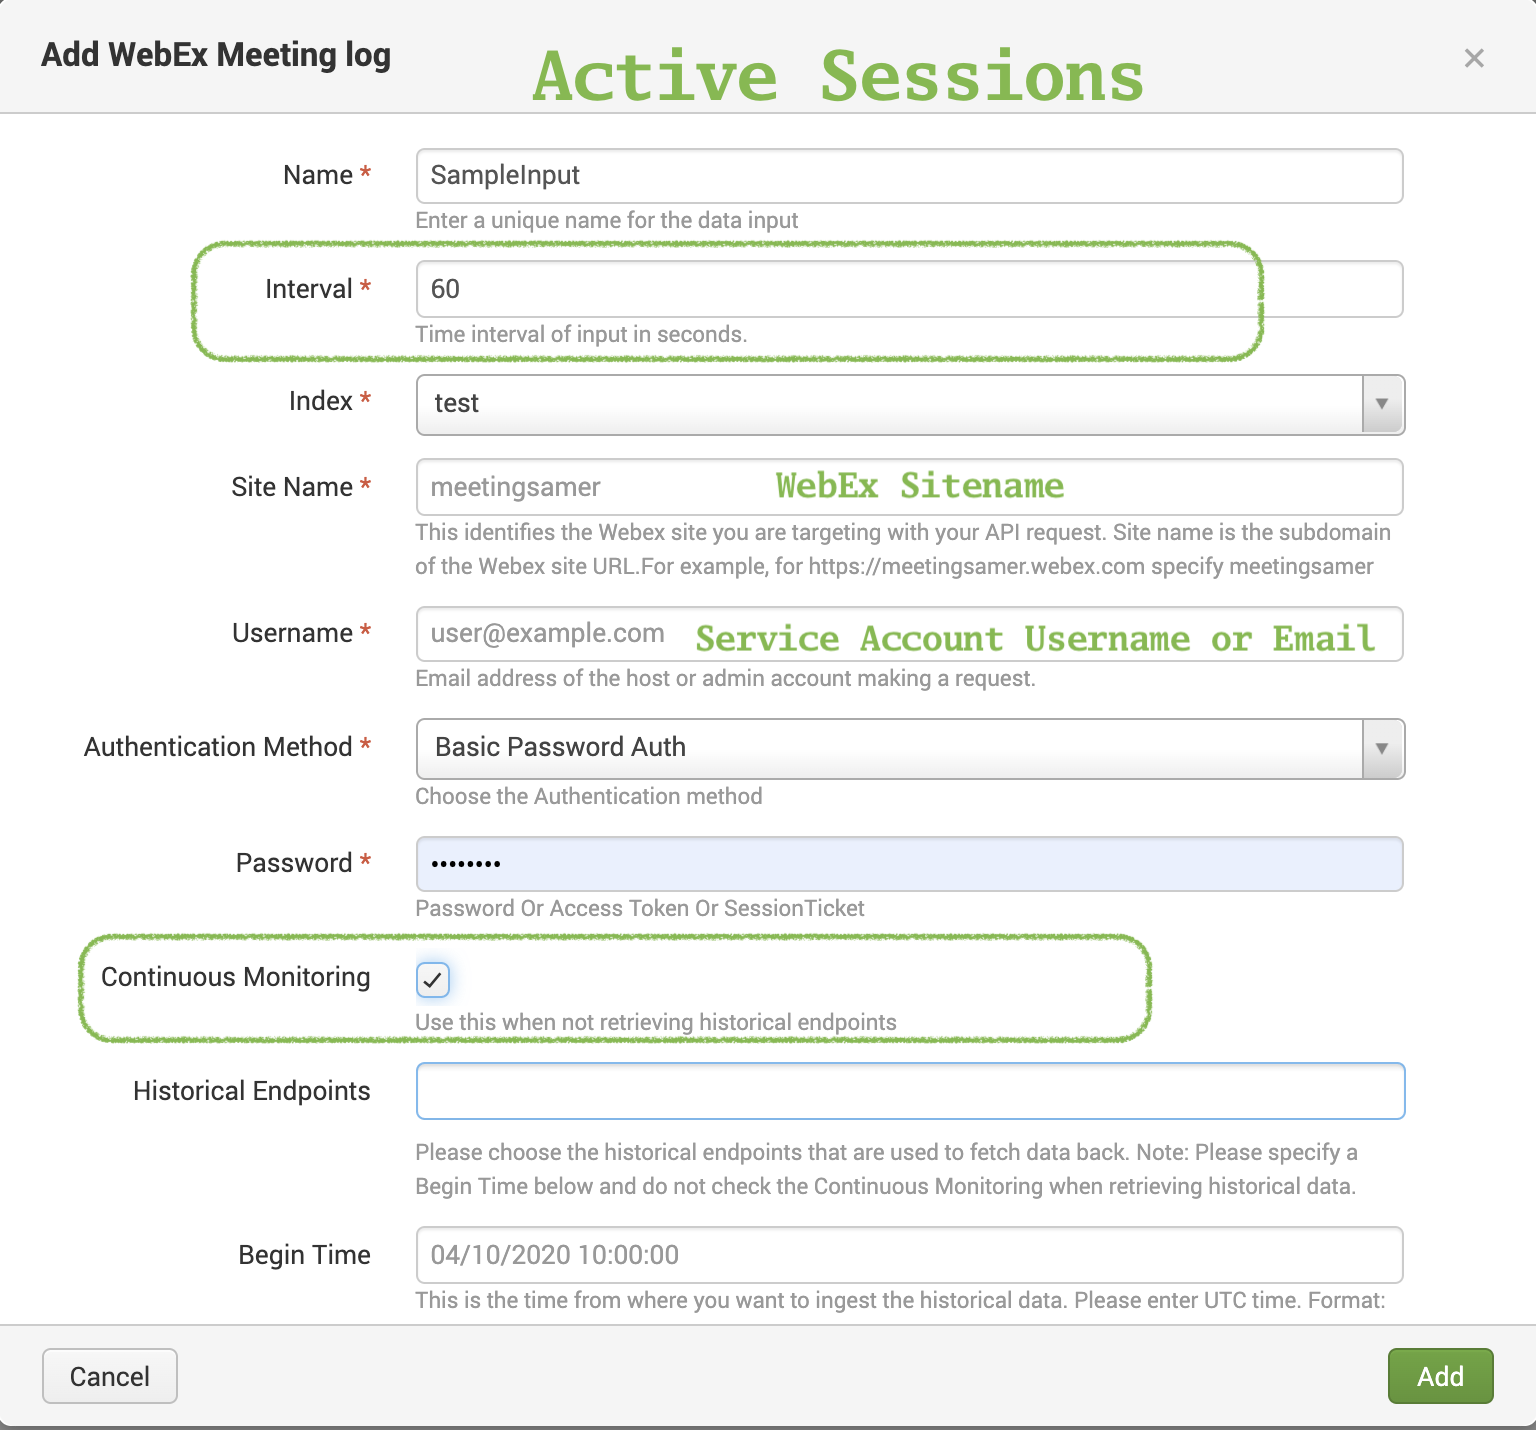 Add WebEx Meeting log
Active Sessions
×
Name *
SampleInput
Enter a unique name for the data input
Interval *
60
Time interval of input in seconds.
Index *
test
Site Name *
meetingsamer
WebEx Sitename
This identifies the Webex site you are targeting with your API request. Site name is the subdomain
of the Webex site URL.For example, for https://meetingsamer.webex.com specify meetingsamer
Username *
user@example.com
Service Account Username or Email
Email address of the host or admin account making a request.
Authentication Method *
Basic Password Auth
Choose the Authentication method
Password *
••••••••
Password Or Access Token Or SessionTicket
Continuous Monitoring
Use this when not retrieving historical endpoints
Historical Endpoints
Please choose the historical endpoints that are used to fetch data back. Note: Please specify a
Begin Time below and do not check the Continuous Monitoring when retrieving historical data.
Begin Time
04/10/2020 10:00:00
This is the time from where you want to ingest the historical data. Please enter UTC time. Format:
Cancel
Add